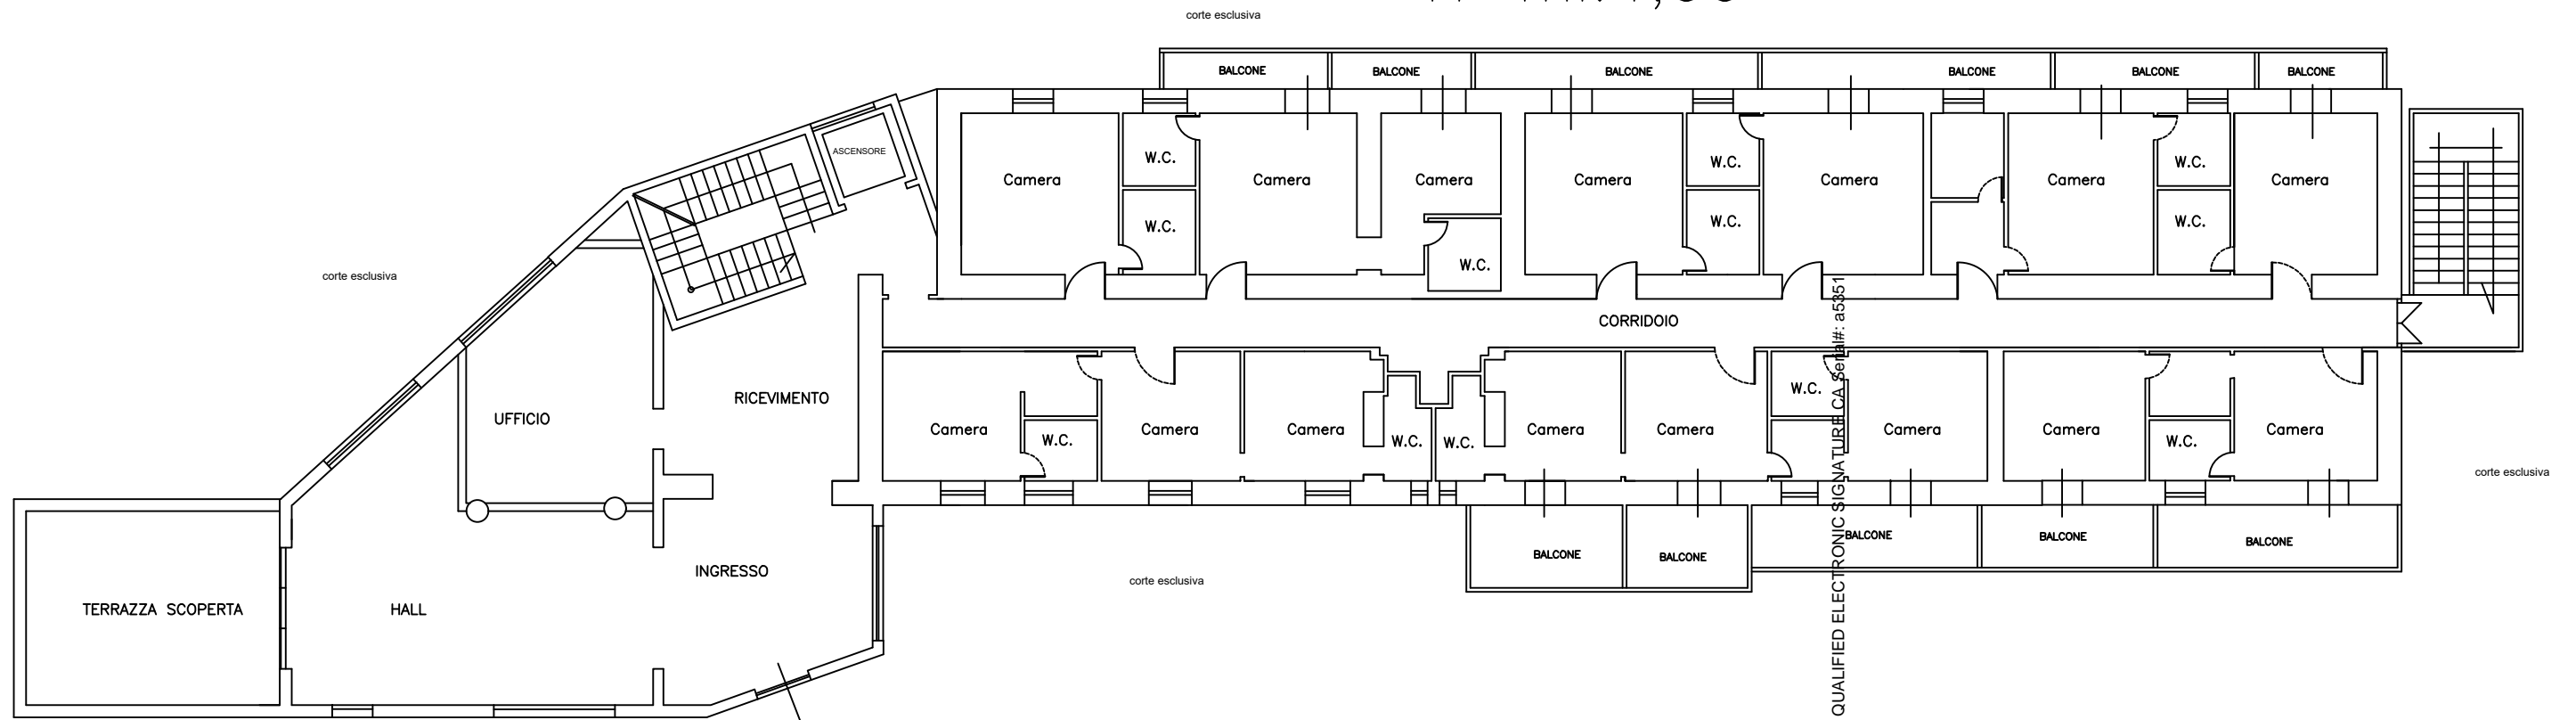 corte esclusiva
BALCONE
BALCONE
BALCONE
BALCONE
BALCONE
BALCONE
ASCENSORE
W.C.
W.C.
W.C.
Camera
Camera
Camera
Camera
Camera
Camera
Camera
W.C.
W.C.
W.C.
W.C.
corte esclusiva
CORRIDOIO
RICEVIMENTO
UFFICIO
W.C.
Camera
W.C.
Camera
Camera
W.C.
W.C.
Camera
Camera
Camera
Camera
W.C.
Camera
corte esclusiva
QUALIFIED ELECTRONIC SIGNATURE CA Serial#: a5351
BALCONE
BALCONE
BALCONE
BALCONE
BALCONE
INGRESSO
corte esclusiva
TERRAZZA SCOPERTA
HALL